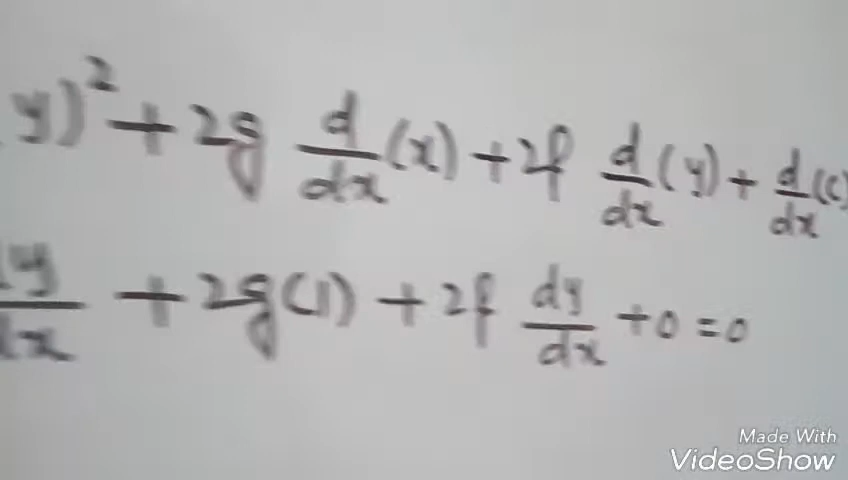 y)² + 2g d/dx (x) + 2f d/dx (y) + d/dx (c)
dy/dx + 2g(1) + 2f dy/dx + 0 = 0
Made With
VideoShow